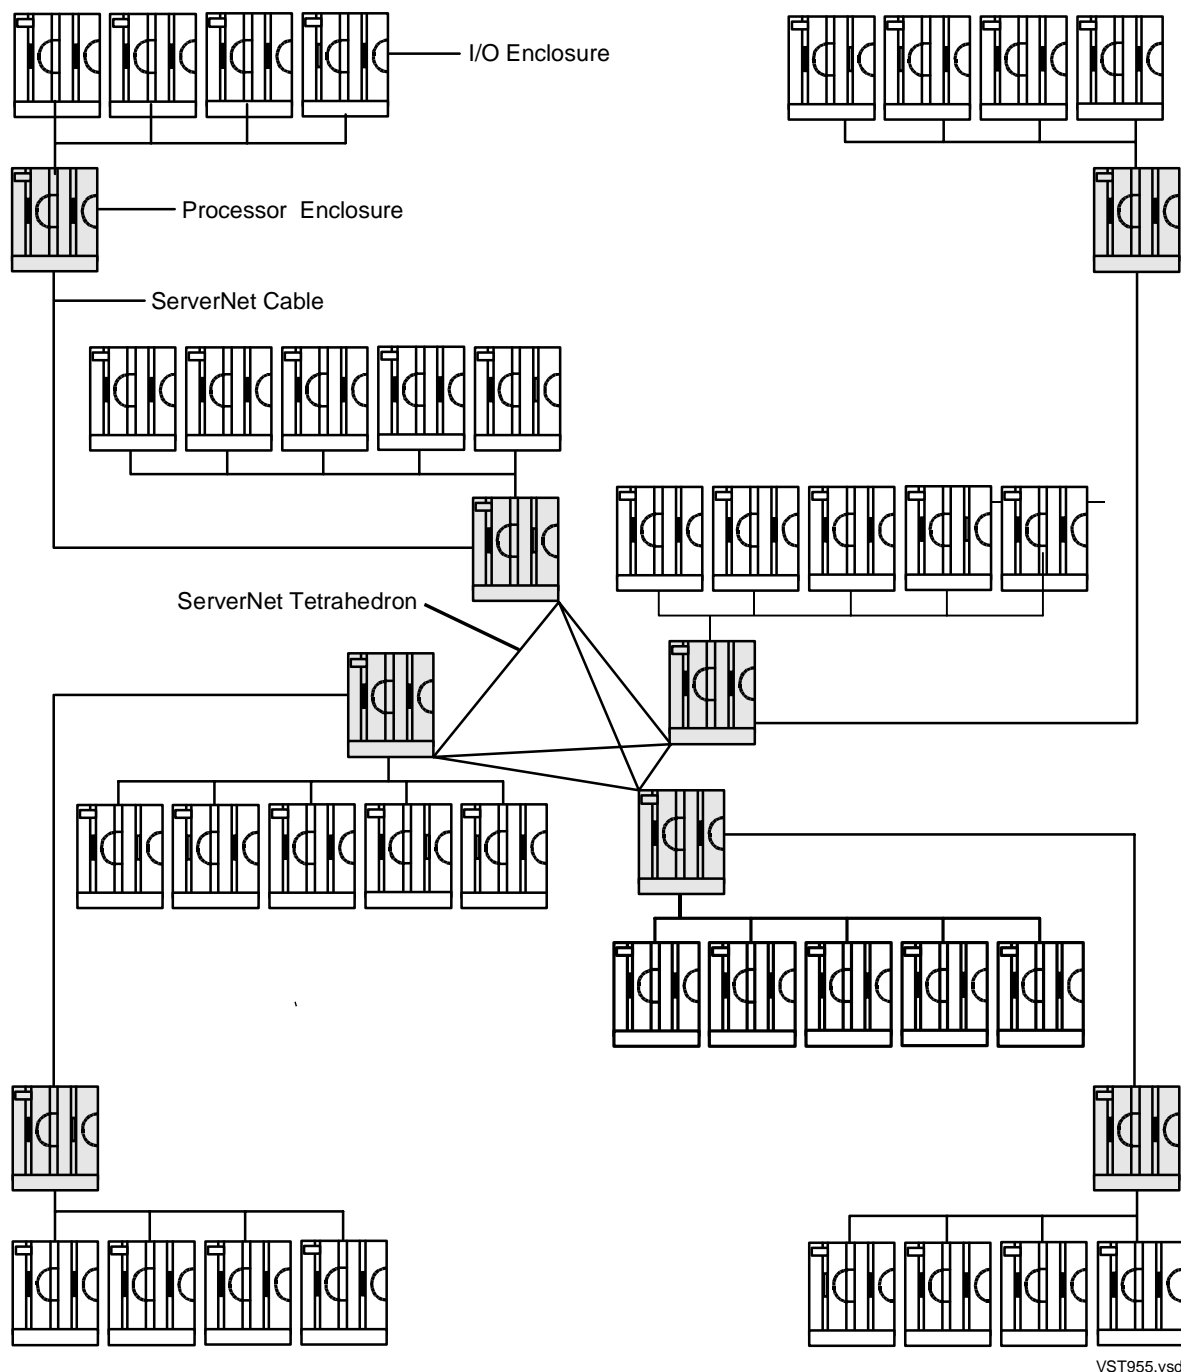 I/O Enclosure
Processor Enclosure
ServerNet Cable
ServerNet Tetrahedron
VST955.vsd